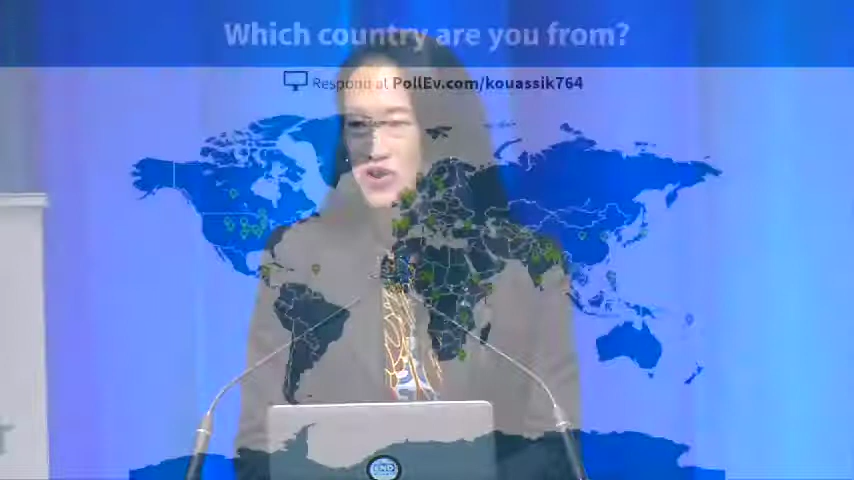 Which country are you from?
Respond at PollEv.com/kouassik764